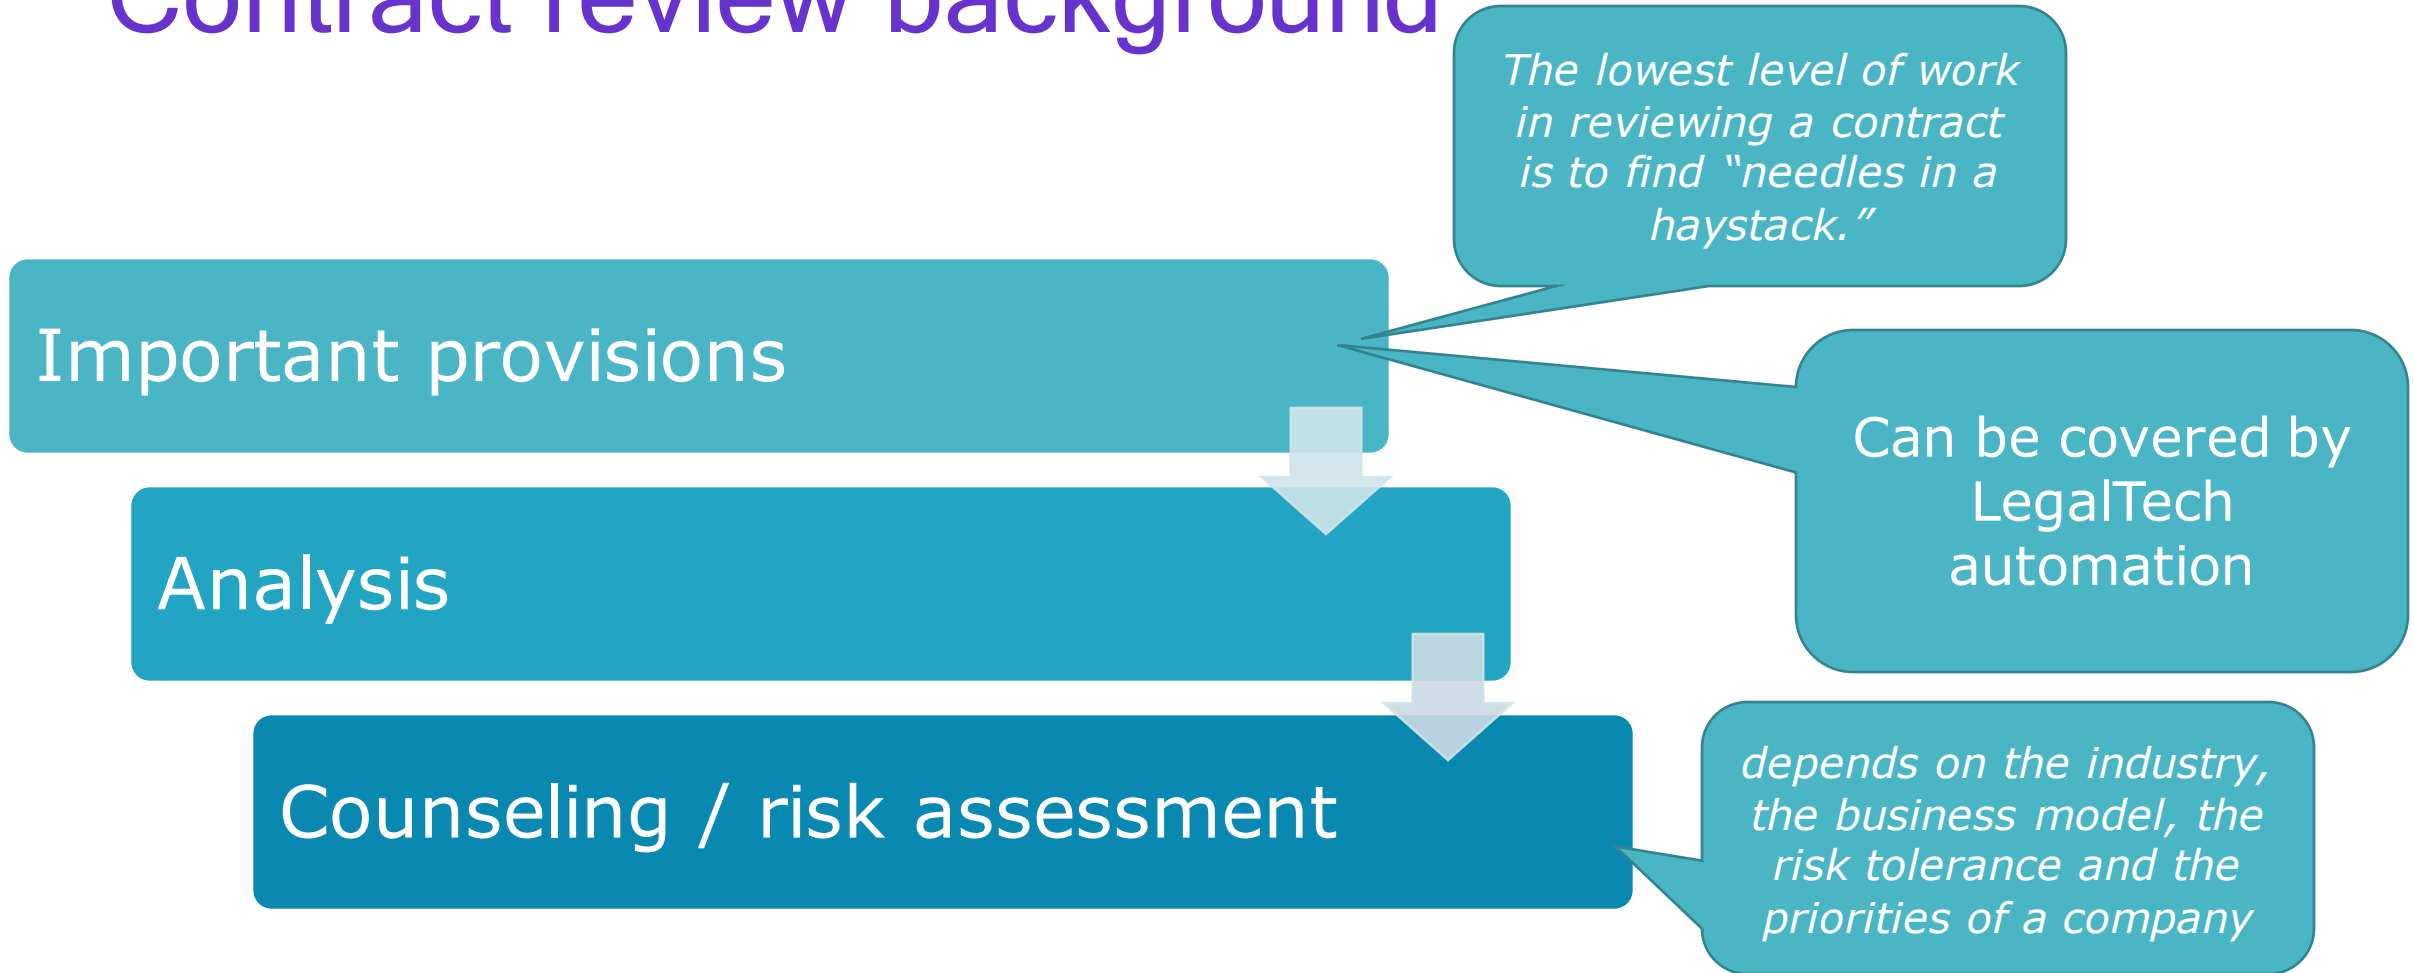 Contract review background
The lowest level of work
in reviewing a contract
is to find “needles in a
haystack.”
Important provisions
Can be covered by
LegalTech
automation
Analysis
Counseling / risk assessment
depends on the industry,
the business model, the
risk tolerance and the
priorities of a company